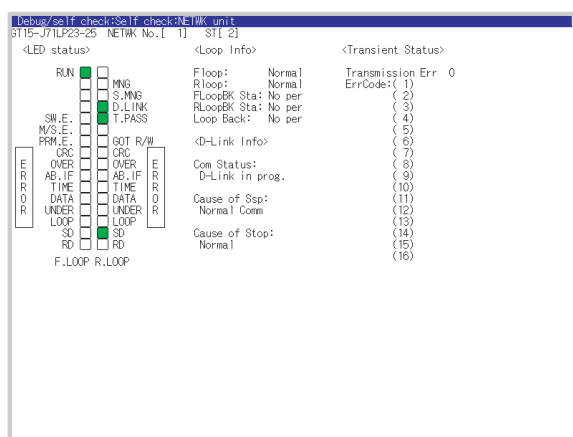 Debug/self check:Self check:NETWK unit
GT15-J71LP23-25 NETWK No.[ 1] ST[ 2]
<LED status> <Loop Info> <Transient Status>
RUN Floop: Normal Transmission Err 0
MNG Rloop: Normal ErrCode:( 1)
S.MNG FLoopBK Sta: No per ( 2)
D.LINK RLoopBK Sta: No per ( 3)
SW.E. T.PASS Loop Back: No per ( 4)
M/S.E. ( 5)
PRM.E. GOT R/W <D-Link Info> ( 6)
CRC CRC ( 7)
E OVER OVER E Com Status: ( 8)
R AB.IF AB.IF R D-Link in prog. ( 9)
R TIME TIME R (10)
O DATA DATA O Cause of Ssp: (11)
R UNDER UNDER R Normal Comm (12)
LOOP LOOP (13)
SD SD Cause of Stop: (14)
RD RD Normal (15)
(16)
F.LOOP R.LOOP